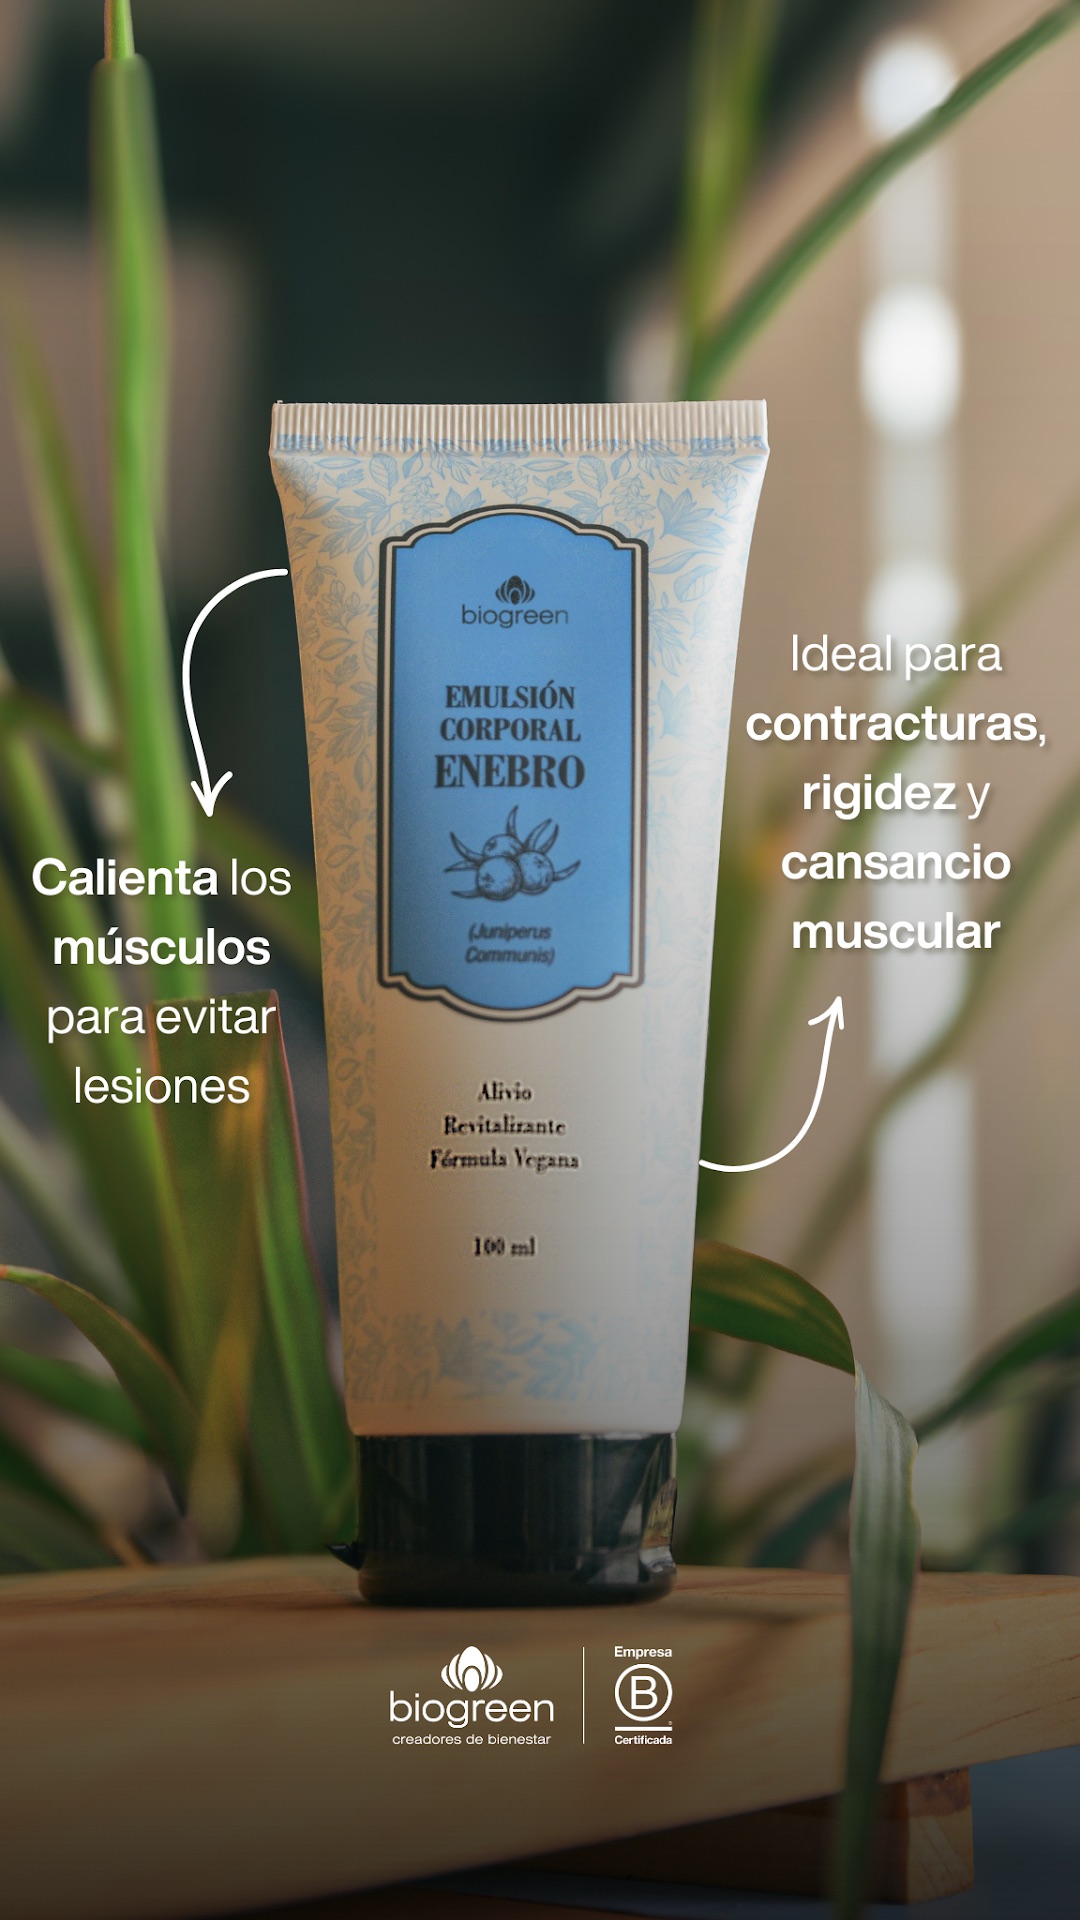 biogreen
EMULSIÓN
CORPORAL
ENEBRO
(Juniperus
Communis)
Alivio
Revitalizante
Fórmula Vegana
100 ml
Calienta los
músculos
para evitar
lesiones
Ideal para
contracturas,
rigidez y
cansancio
muscular
biogreen
creadores de bienestar
Empresa
B
Certificada